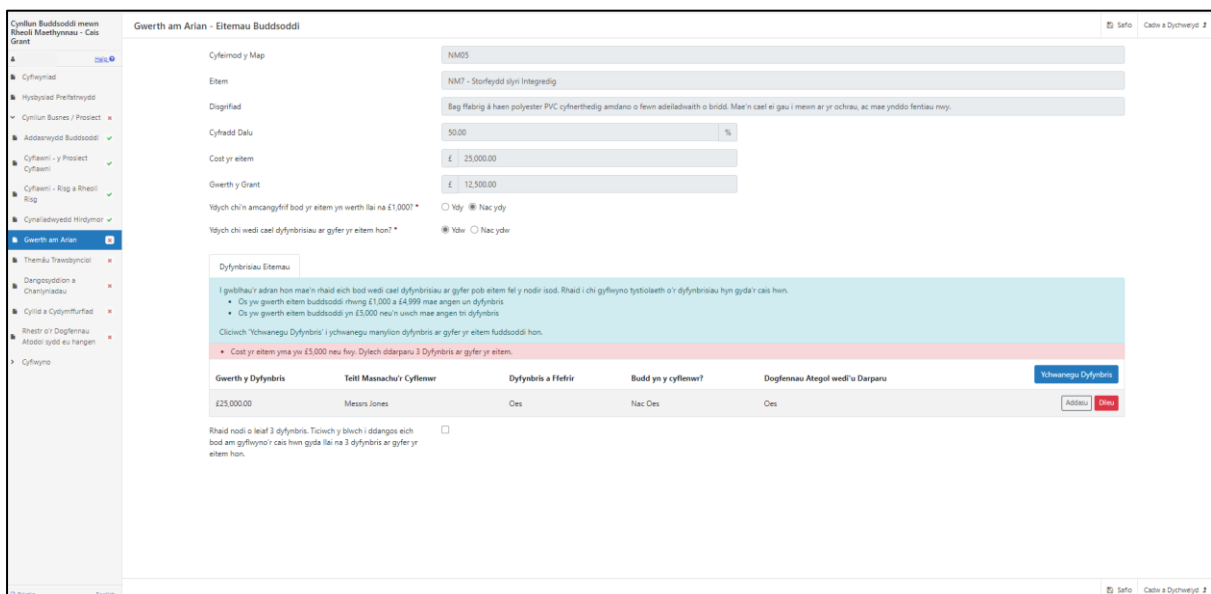 Cynllun Buddsoddi mewn
Rheoli Maethynnau - Cais
Grant
Help
Cyflwyniad
Hysbysiad Preifatrwydd
Cynllun Busnes / Prosiect
Addasrwydd Buddsoddi
Cyflawni - y Prosiect
Cyflawni
Cyflawni - Risg a Rheoli
Risg
Cynaliadwyedd Hirdymor
Gwerth am Arian
Themâu Trawsbynciol
Dangosyddion a
Chanlyniadau
Cyllid a Cydymffurfiad
Rhestr o'r Dogfennau
Atodol sydd eu hangen
Cyflwyno
Gwerth am Arian - Eitemau Buddsoddi
Safio Cadw a Dychwelyd
Cyfeirnod y Map NM05
Eitem NM7 - Storfeydd slyri Integredig
Disgrifiad Bag ffabrig â haen polyester PVC cyfnerthedig amdano o fewn adeiladwaith o bridd. Mae'n cael ei gau i mewn ar yr ochrau, ac mae ynddo fentiau nwy.
Cyfradd Dalu 50.00 %
Cost yr eitem £ 25,000.00
Gwerth y Grant £ 12,500.00
Ydych chi'n amcangyfrif bod yr eitem yn werth llai na £1,000? * Ydy Nac ydy
Ydych chi wedi cael dyfynbrisiau ar gyfer yr eitem hon? * Ydw Nac ydw
Dyfynbrisiau Eitemau
I gwblhau'r adran hon mae'n rhaid eich bod wedi cael dyfynbrisiau ar gyfer pob eitem fel y nodir isod. Rhaid i chi gyflwyno tystiolaeth o'r dyfynbrisiau hyn gyda'r cais hwn.
• Os yw gwerth eitem buddsoddi rhwng £1,000 a £4,999 mae angen un dyfynbris
• Os yw gwerth eitem buddsoddi yn £5,000 neu'n uwch mae angen tri dyfynbris
Cliciwch 'Ychwanegu Dyfynbris' i ychwanegu manylion dyfynbris ar gyfer yr eitem fuddsoddi hon.
• Cost yr eitem yma yw £5,000 neu fwy. Dylech ddarparu 3 Dyfynbris ar gyfer yr eitem.
Gwerth y Dyfynbris Teitl Masnachu'r Cyflenwr Dyfynbris a Ffefrir Budd yn y cyflenwr? Dogfennau Ategol wedi'u Darparu Ychwanegu Dyfynbris
£25,000.00 Messrs Jones Oes Nac Oes Oes Addasu Dileu
Rhaid nodi o leiaf 3 dyfynbris. Ticiwch y blwch i ddangos eich
bod am gyflwyno'r cais hwn gyda llai na 3 dyfynbris ar gyfer yr
eitem hon.
Safio Cadw a Dychwelyd